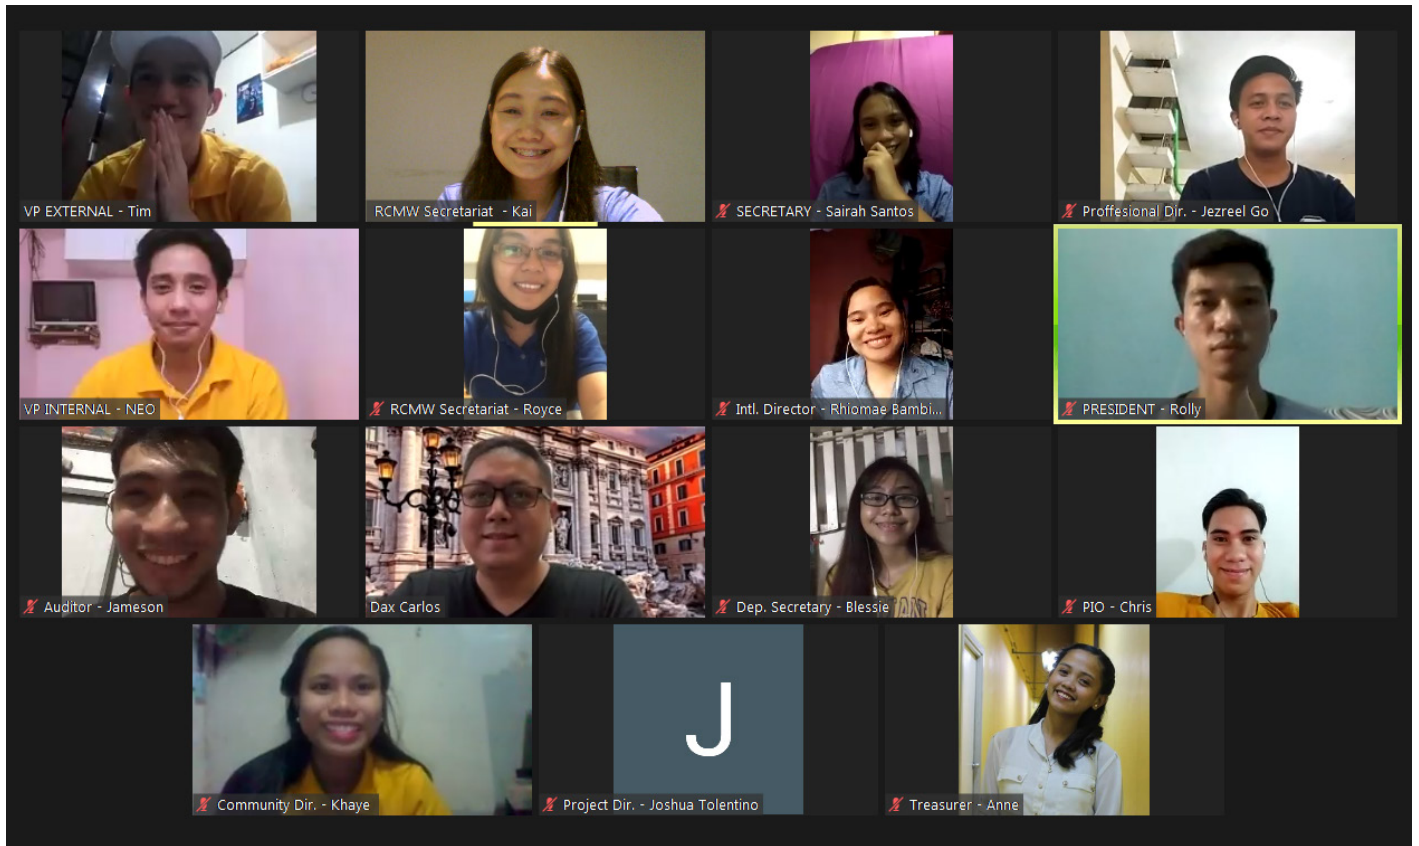 VP EXTERNAL - Tim
RCMW Secretariat - Kai
SECRETARY - Sairah Santos
Proffesional Dir. - Jezreel Go
VP INTERNAL - NEO
RCMW Secretariat - Royce
Intl. Director - Rhiomae Bambi...
PRESIDENT - Rolly
Auditor - Jameson
Dax Carlos
Dep. Secretary - Blessie
PIO - Chris
J
Community Dir. - Khaye
Project Dir. - Joshua Tolentino
Treasurer - Anne